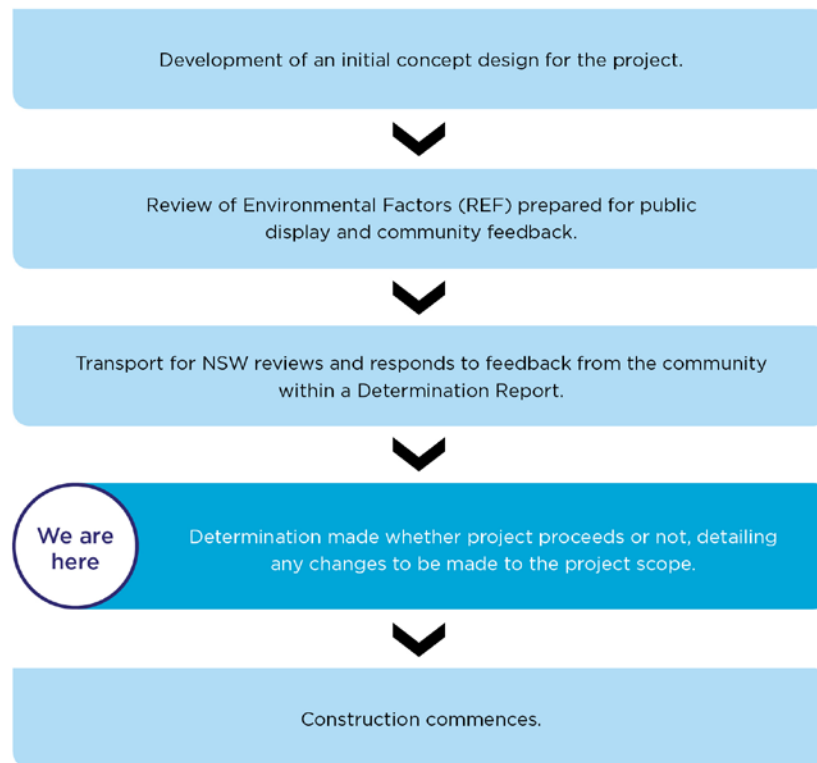 Development of an initial concept design for the project.
Review of Environmental Factors (REF) prepared for public
display and community feedback.
Transport for NSW reviews and responds to feedback from the community
within a Determination Report.
We are
here
Determination made whether project proceeds or not, detailing
any changes to be made to the project scope.
Construction commences.